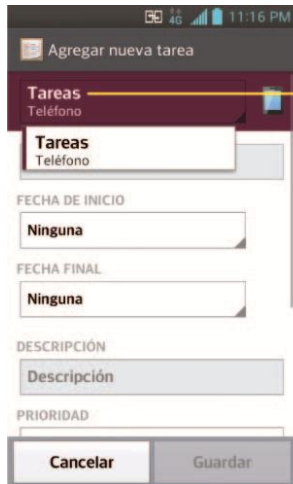 4G 11:16 PM
Agregar nueva tarea
Tareas
Teléfono
Tareas
Teléfono
FECHA DE INICIO
Ninguna
FECHA FINAL
Ninguna
DESCRIPCIÓN
Descripción
PRIORIDAD
Cancelar Guardar